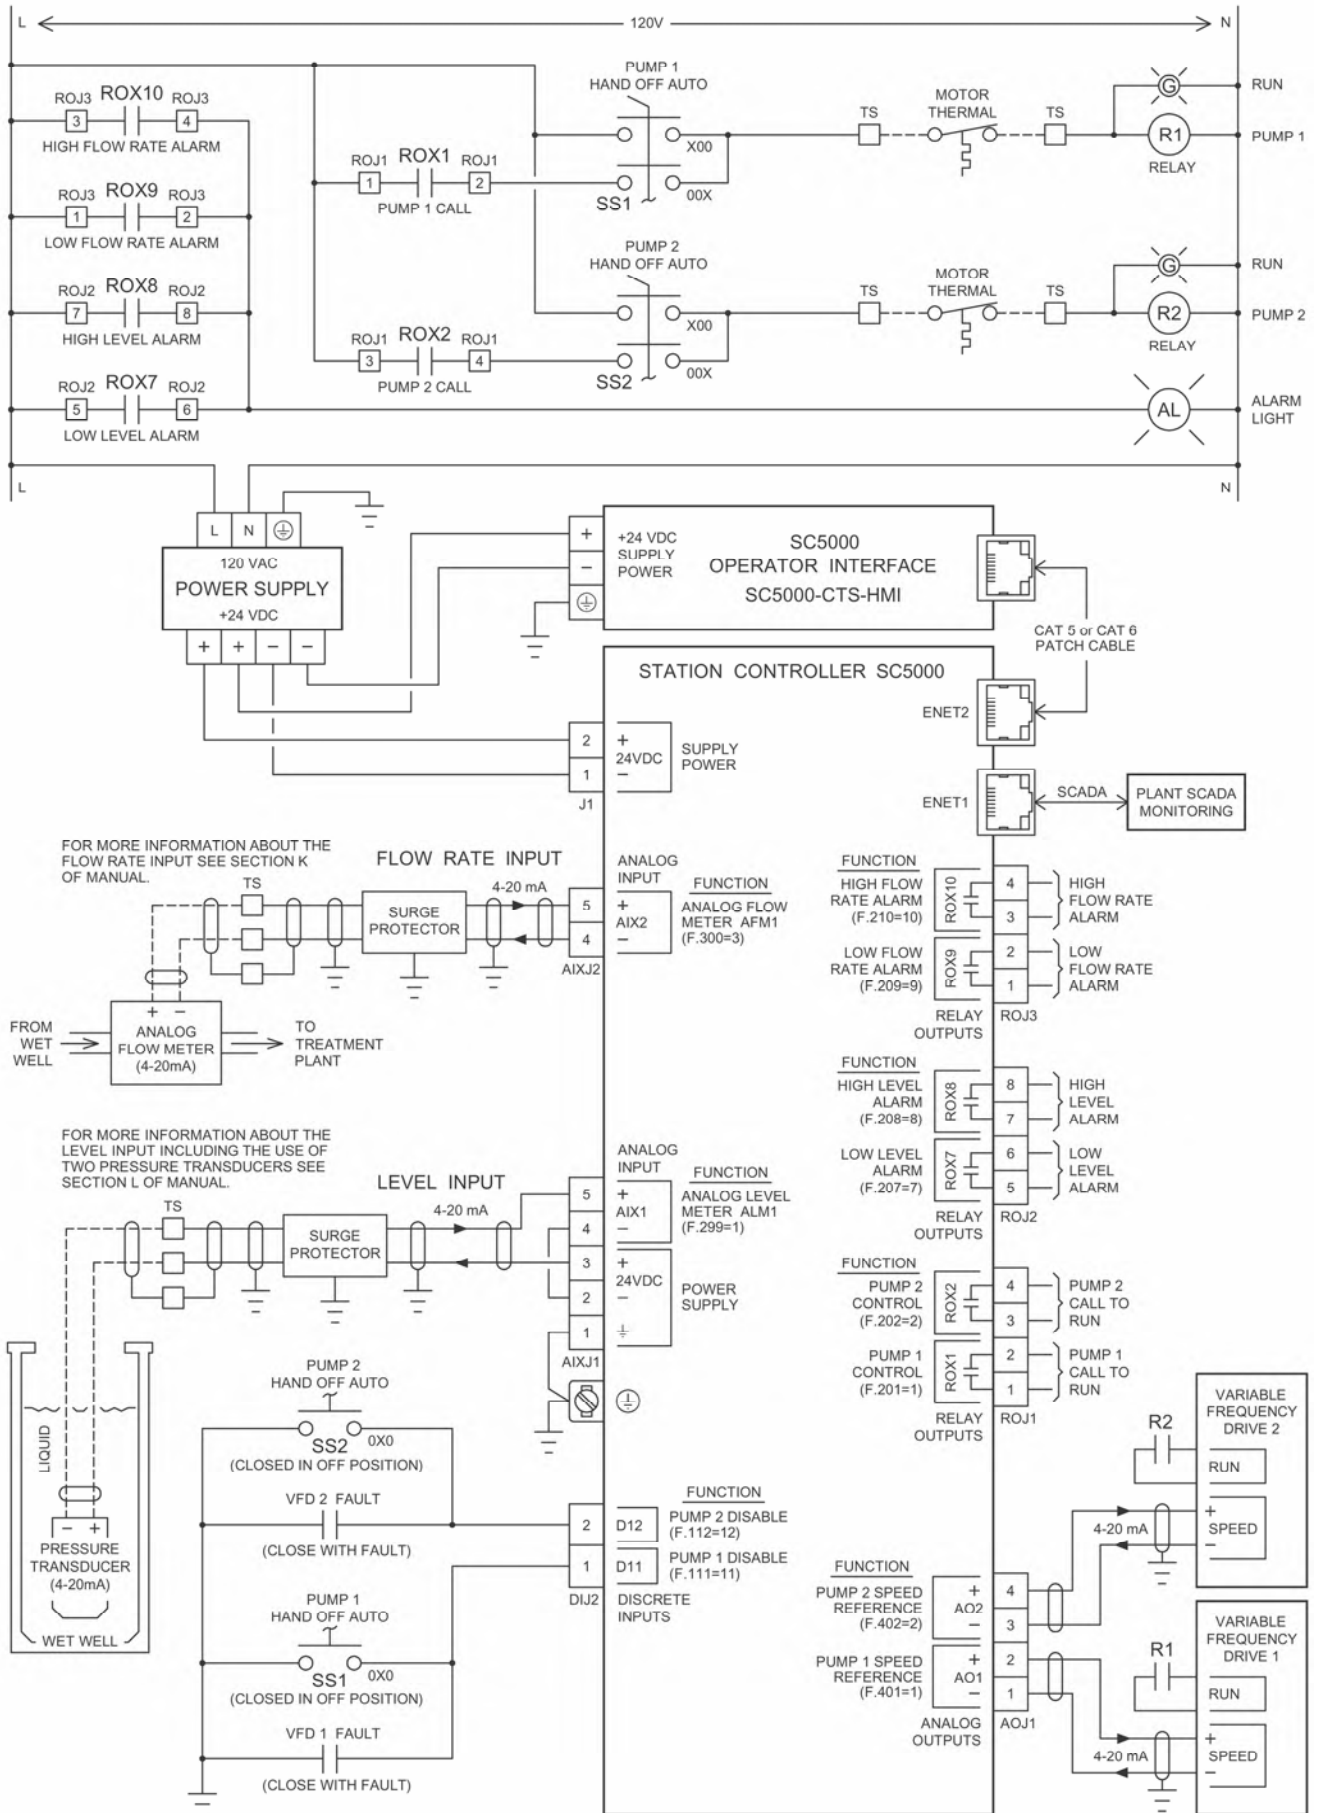 L 120V N
PUMP 1
HAND OFF AUTO
ROJ3 ROX10 ROJ3
3 4
HIGH FLOW RATE ALARM
X00
TS
MOTOR
THERMAL
TS
G
RUN
R1
PUMP 1
RELAY
ROJ1 ROX1 ROJ1
1 2
PUMP 1 CALL
SS1
00X
ROJ3 ROX9 ROJ3
1 2
LOW FLOW RATE ALARM
PUMP 2
HAND OFF AUTO
ROJ2 ROX8 ROJ2
7 8
HIGH LEVEL ALARM
X00
TS
MOTOR
THERMAL
TS
G
RUN
R2
PUMP 2
RELAY
ROJ1 ROX2 ROJ1
3 4
PUMP 2 CALL
SS2
00X
ROJ2 ROX7 ROJ2
5 6
LOW LEVEL ALARM
AL
ALARM
LIGHT
L N
L N
120 VAC
POWER SUPPLY
+24 VDC
+ + − −
+
−
+24 VDC
SUPPLY
POWER
SC5000
OPERATOR INTERFACE
SC5000-CTS-HMI
CAT 5 or CAT 6
PATCH CABLE
STATION CONTROLLER SC5000
ENET2
2
1
J1
+
24VDC
−
SUPPLY
POWER
ENET1
SCADA
PLANT SCADA
MONITORING
FOR MORE INFORMATION ABOUT THE
FLOW RATE INPUT SEE SECTION K
OF MANUAL.
FLOW RATE INPUT
TS
SURGE
PROTECTOR
4-20 mA
5
4
AIXJ2
ANALOG
INPUT
+
AIX2
−
FUNCTION
ANALOG FLOW
METER AFM1
(F.300=3)
+ −
FROM
WET
WELL
ANALOG
FLOW METER
(4-20mA)
TO
TREATMENT
PLANT
FUNCTION
HIGH FLOW
RATE ALARM
(F.210=10)
ROX10
4
3
HIGH
FLOW RATE
ALARM
LOW FLOW
RATE ALARM
(F.209=9)
ROX9
2
1
LOW
FLOW RATE
ALARM
RELAY
OUTPUTS
ROJ3
FUNCTION
HIGH LEVEL
ALARM
(F.208=8)
ROX8
8
7
HIGH
LEVEL
ALARM
LOW LEVEL
ALARM
(F.207=7)
ROX7
6
5
LOW
LEVEL
ALARM
RELAY
OUTPUTS
ROJ2
FOR MORE INFORMATION ABOUT THE
LEVEL INPUT INCLUDING THE USE OF
TWO PRESSURE TRANSDUCERS SEE
SECTION L OF MANUAL.
LEVEL INPUT
TS
SURGE
PROTECTOR
4-20 mA
5
4
3
2
1
AIXJ1
ANALOG
INPUT
+
AIX1
−
FUNCTION
ANALOG LEVEL
METER ALM1
(F.299=1)
+
24VDC
−
POWER
SUPPLY
FUNCTION
PUMP 2
CONTROL
(F.202=2)
ROX2
4
3
PUMP 2
CALL TO
RUN
PUMP 1
CONTROL
(F.201=1)
ROX1
2
1
PUMP 1
CALL TO
RUN
RELAY
OUTPUTS
ROJ1
LIQUID
− +
PRESSURE
TRANSDUCER
(4-20mA)
WET WELL
PUMP 2
HAND OFF AUTO
SS2 0X0
(CLOSED IN OFF POSITION)
VFD 2 FAULT
(CLOSE WITH FAULT)
2
1
DIJ2
D12
D11
DISCRETE
INPUTS
FUNCTION
PUMP 2 DISABLE
(F.112=12)
PUMP 1 DISABLE
(F.111=11)
PUMP 1
HAND OFF AUTO
SS1 0X0
(CLOSED IN OFF POSITION)
VFD 1 FAULT
(CLOSE WITH FAULT)
VARIABLE
FREQUENCY
DRIVE 2
R2
RUN
+
SPEED
−
4-20 mA
FUNCTION
PUMP 2 SPEED
REFERENCE
(F.402=2)
+
AO2
−
4
3
PUMP 1 SPEED
REFERENCE
(F.401=1)
+
AO1
−
2
1
ANALOG
OUTPUTS
AOJ1
VARIABLE
FREQUENCY
DRIVE 1
R1
RUN
+
SPEED
−
4-20 mA